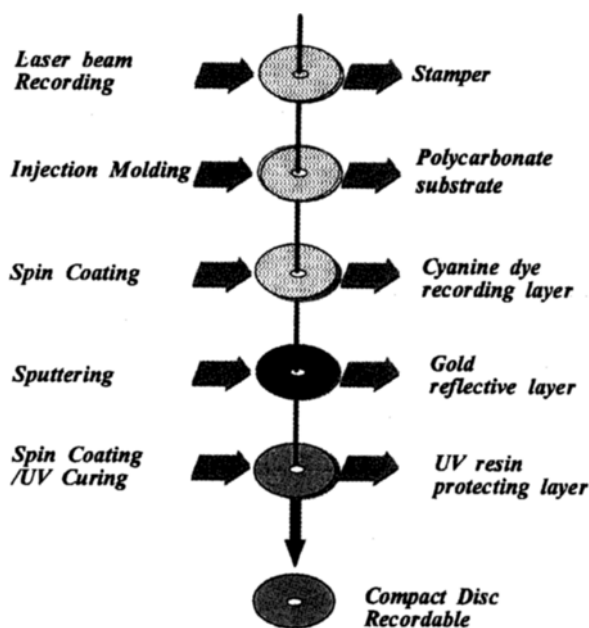 Laser beam
Recording
Stamper
Injection Molding
Polycarbonate
substrate
Spin Coating
Cyanine dye
recording layer
Sputtering
Gold
reflective layer
Spin Coating
/UV Curing
UV resin
protecting layer
Compact Disc
Recordable